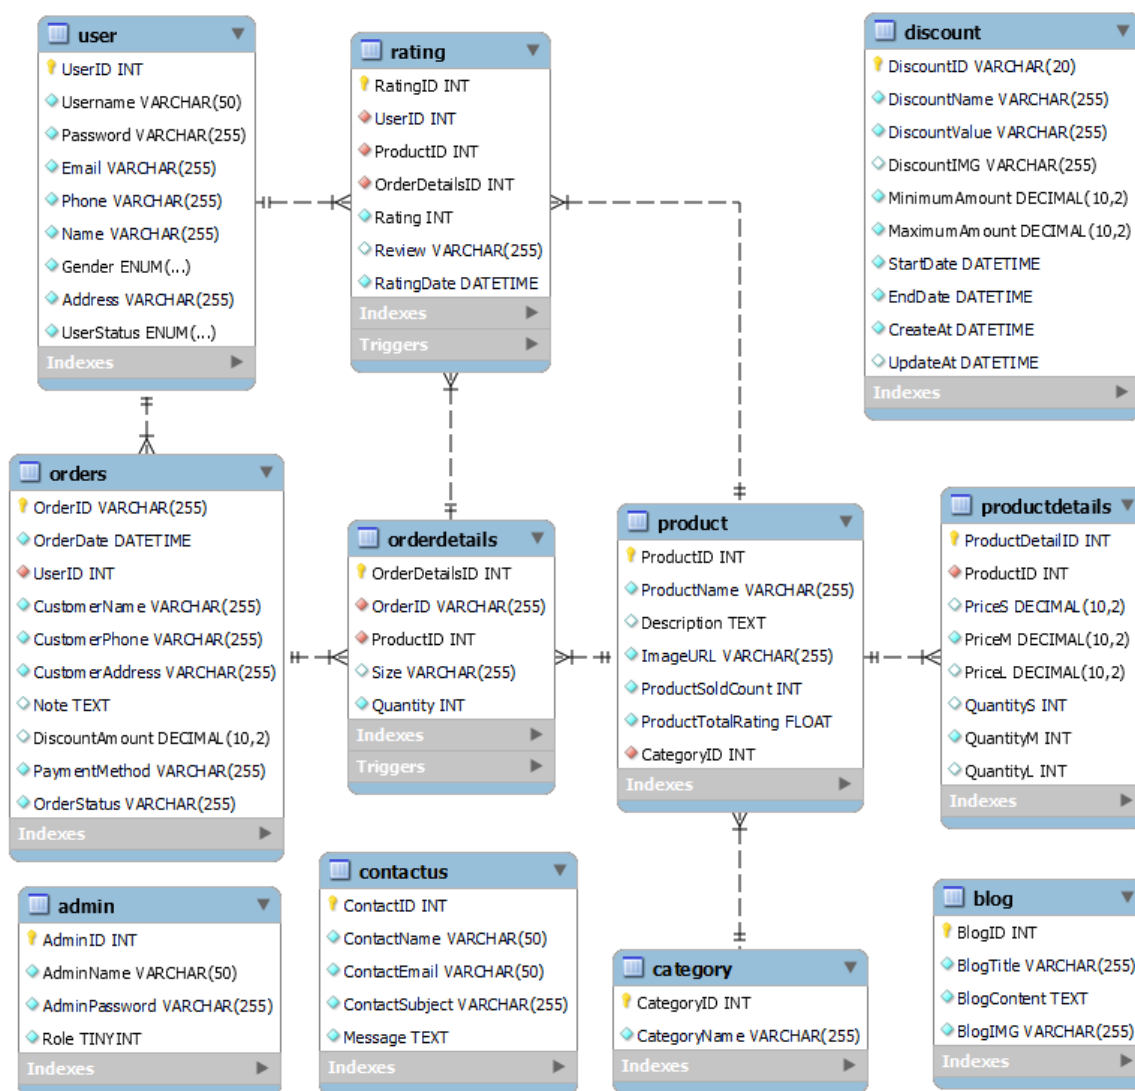 user
UserID INT
Username VARCHAR(50)
Password VARCHAR(255)
Email VARCHAR(255)
Phone VARCHAR(255)
Name VARCHAR(255)
Gender ENUM(...)
Address VARCHAR(255)
UserStatus ENUM(...)
Indexes
rating
RatingID INT
UserID INT
ProductID INT
OrderDetailsID INT
Rating INT
Review VARCHAR(255)
RatingDate DATETIME
Indexes
Triggers
discount
DiscountID VARCHAR(20)
DiscountName VARCHAR(255)
DiscountValue VARCHAR(255)
DiscountIMG VARCHAR(255)
MinimumAmount DECIMAL(10,2)
MaximumAmount DECIMAL(10,2)
StartDate DATETIME
EndDate DATETIME
CreateAt DATETIME
UpdateAt DATETIME
Indexes
orders
OrderID VARCHAR(255)
OrderDate DATETIME
UserID INT
CustomerName VARCHAR(255)
CustomerPhone VARCHAR(255)
CustomerAddress VARCHAR(255)
Note TEXT
DiscountAmount DECIMAL(10,2)
PaymentMethod VARCHAR(255)
OrderStatus VARCHAR(255)
Indexes
orderdetails
OrderDetailsID INT
OrderID VARCHAR(255)
ProductID INT
Size VARCHAR(255)
Quantity INT
Indexes
Triggers
product
ProductID INT
ProductName VARCHAR(255)
Description TEXT
ImageURL VARCHAR(255)
ProductSoldCount INT
ProductTotalRating FLOAT
CategoryID INT
Indexes
productdetails
ProductDetailID INT
ProductID INT
PriceS DECIMAL(10,2)
PriceM DECIMAL(10,2)
PriceL DECIMAL(10,2)
QuantityS INT
QuantityM INT
QuantityL INT
Indexes
admin
AdminID INT
AdminName VARCHAR(50)
AdminPassword VARCHAR(255)
Role TINYINT
Indexes
contactus
ContactID INT
ContactName VARCHAR(50)
ContactEmail VARCHAR(50)
ContactSubject VARCHAR(255)
Message TEXT
Indexes
category
CategoryID INT
CategoryName VARCHAR(255)
Indexes
blog
BlogID INT
BlogTitle VARCHAR(255)
BlogContent TEXT
BlogIMG VARCHAR(255)
Indexes